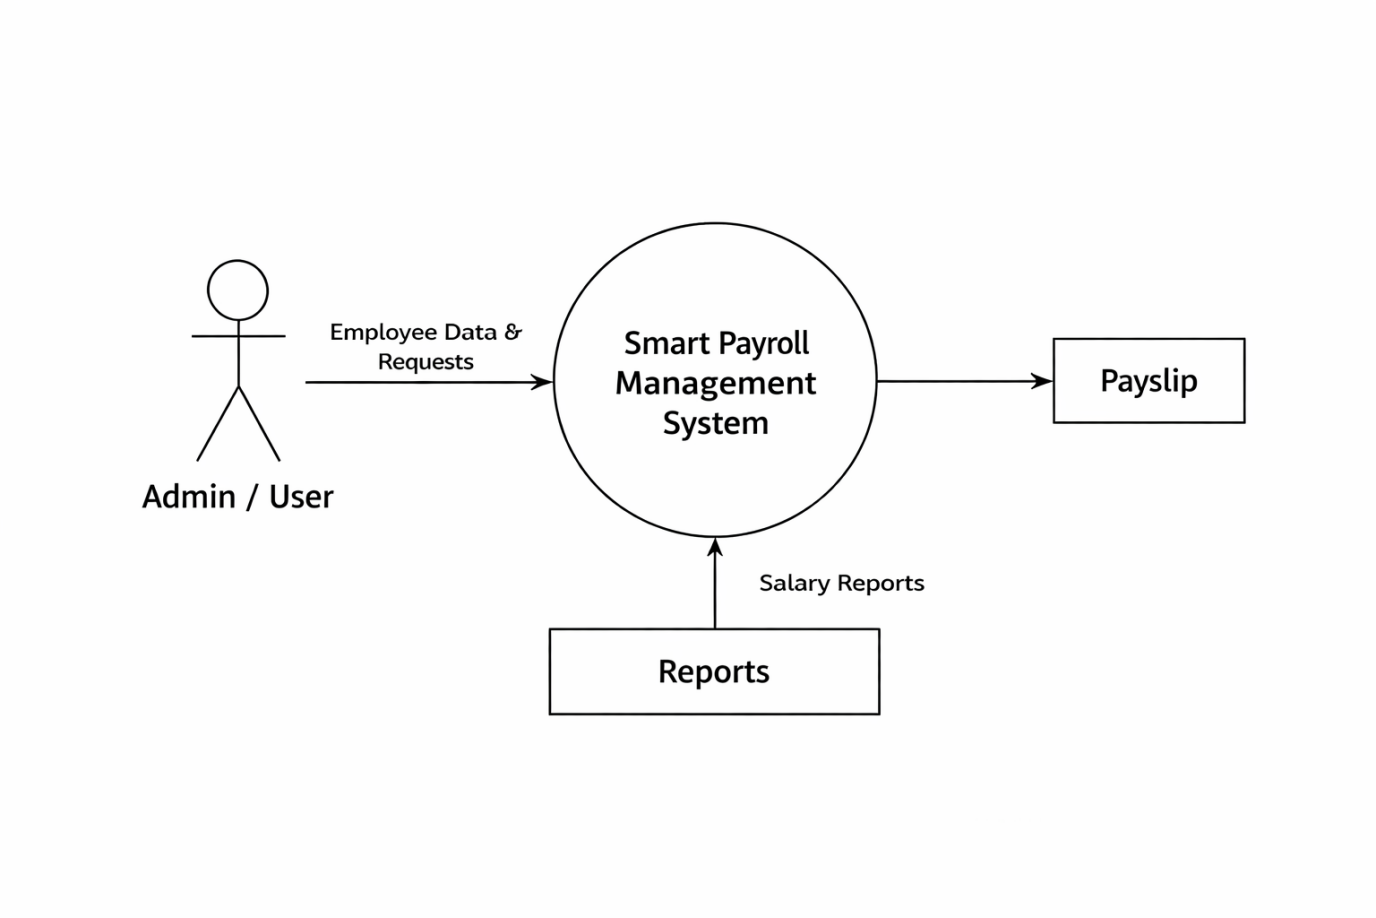 Employee Data &
Requests
Smart Payroll
Management
System
Payslip
Admin / User
Salary Reports
Reports